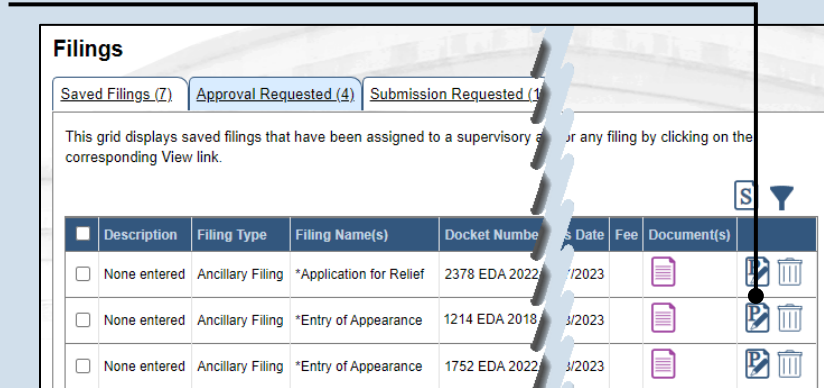 Filings
Saved Filings (7) Approval Requested (4) Submission Requested (1
This grid displays saved filings that have been assigned to a supervisory any filing by clicking on the
corresponding View link.
S
Description Filing Type Filing Name(s) Docket Numbe Date Fee Document(s)
None entered Ancillary Filing *Application for Relief 2378 EDA 2022 /2023 P
None entered Ancillary Filing *Entry of Appearance 1214 EDA 2018 /2023 P
None entered Ancillary Filing *Entry of Appearance 1752 EDA 2022 /2023 P